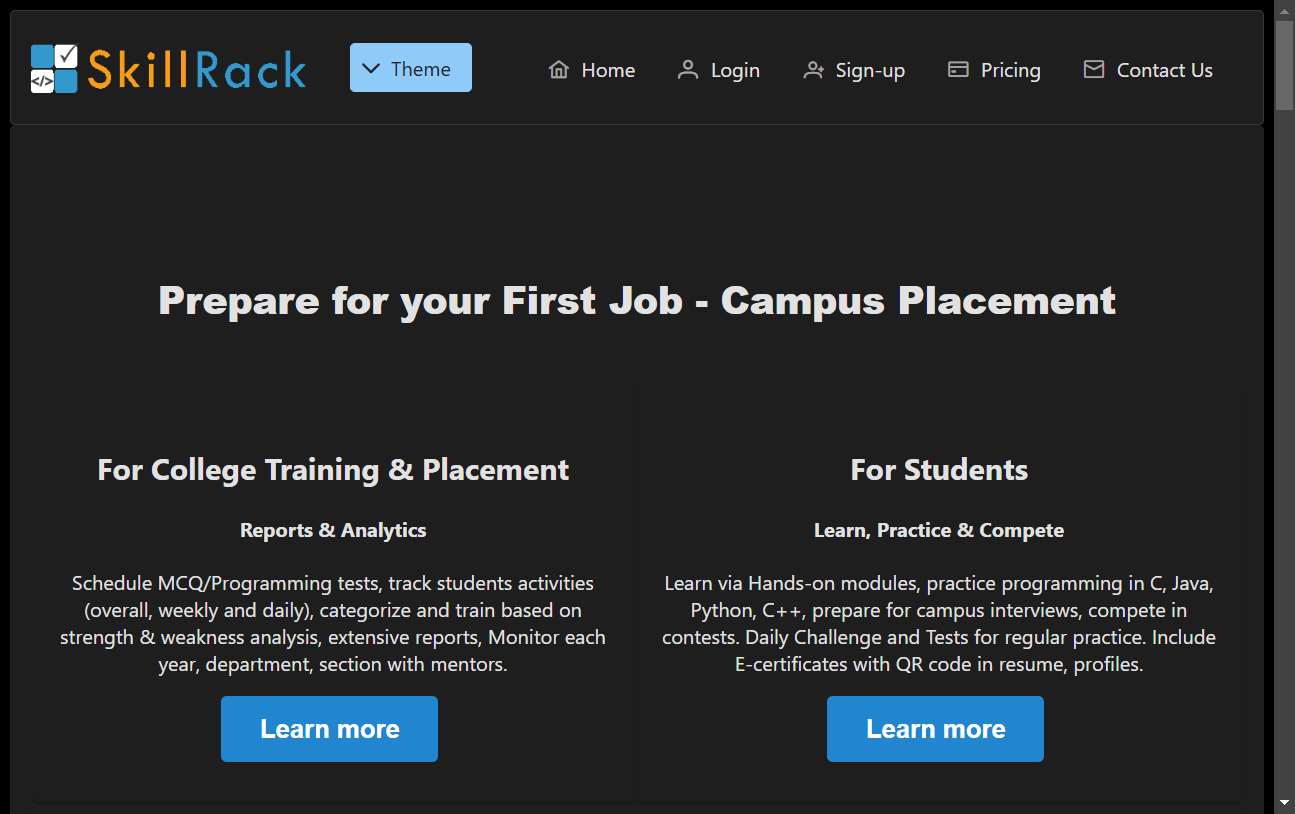 </> SkillRack Theme Home Login Sign-up Pricing Contact Us
Prepare for your First Job - Campus Placement
For College Training & Placement
Reports & Analytics
Schedule MCQ/Programming tests, track students activities
(overall, weekly and daily), categorize and train based on
strength & weakness analysis, extensive reports, Monitor each
year, department, section with mentors.
Learn more
For Students
Learn, Practice & Compete
Learn via Hands-on modules, practice programming in C, Java,
Python, C++, prepare for campus interviews, compete in
contests. Daily Challenge and Tests for regular practice. Include
E-certificates with QR code in resume, profiles.
Learn more